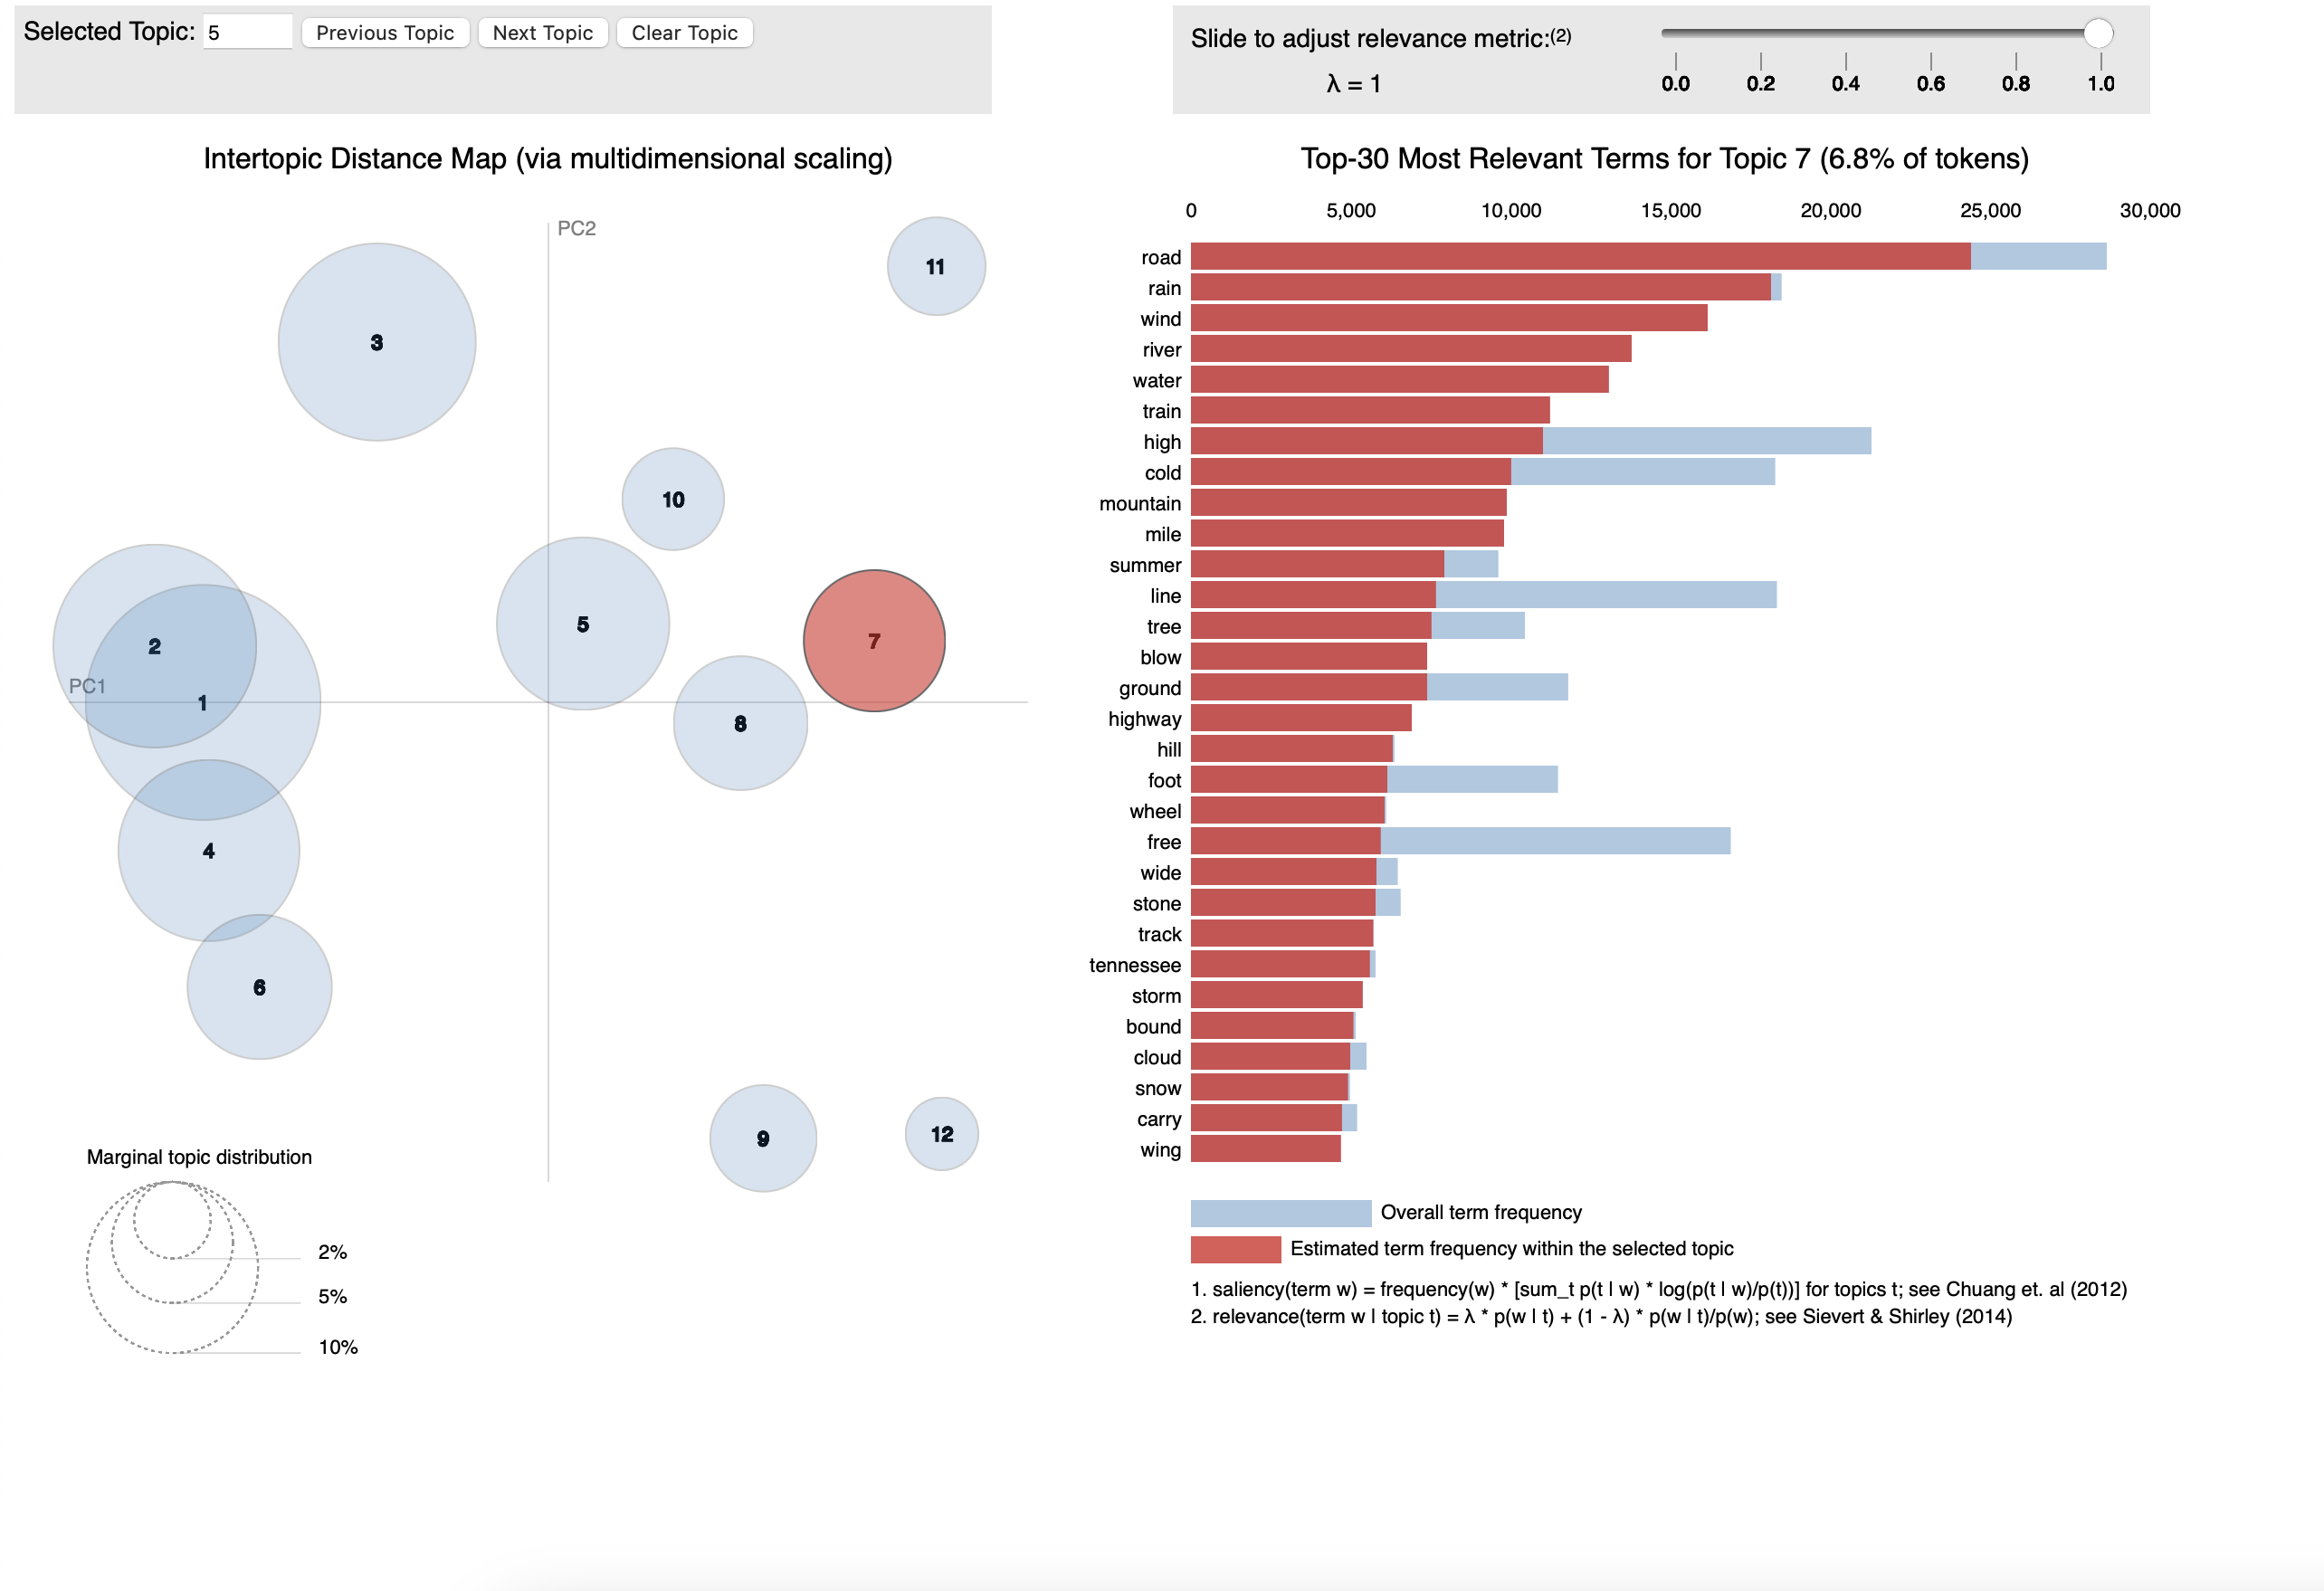 Selected Topic: 5 Previous Topic Next Topic Clear Topic
Slide to adjust relevance metric:(2)
λ = 1
0.0 0.2 0.4 0.6 0.8 1.0
Intertopic Distance Map (via multidimensional scaling)
PC2
PC1
11
3
10
5
7
2
1
8
4
6
9
12
Marginal topic distribution
2%
5%
10%
Top-30 Most Relevant Terms for Topic 7 (6.8% of tokens)
0 5,000 10,000 15,000 20,000 25,000 30,000
road
rain
wind
river
water
train
high
cold
mountain
mile
summer
line
tree
blow
ground
highway
hill
foot
wheel
free
wide
stone
track
tennessee
storm
bound
cloud
snow
carry
wing
Overall term frequency
Estimated term frequency within the selected topic
1. saliency(term w) = frequency(w) * [sum_t p(t | w) * log(p(t | w)/p(t))] for topics t; see Chuang et. al (2012)
2. relevance(term w | topic t) = λ * p(w | t) + (1 - λ) * p(w | t)/p(w); see Sievert & Shirley (2014)